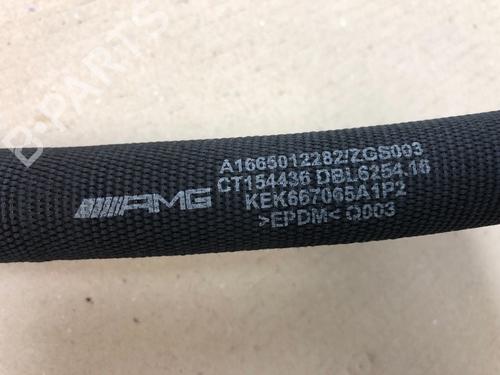 A1665012282/ZGS003
CT154436 DBL6254.16
KEK667065A1P2
>EPDM< Q003
AMG
B-PARTS